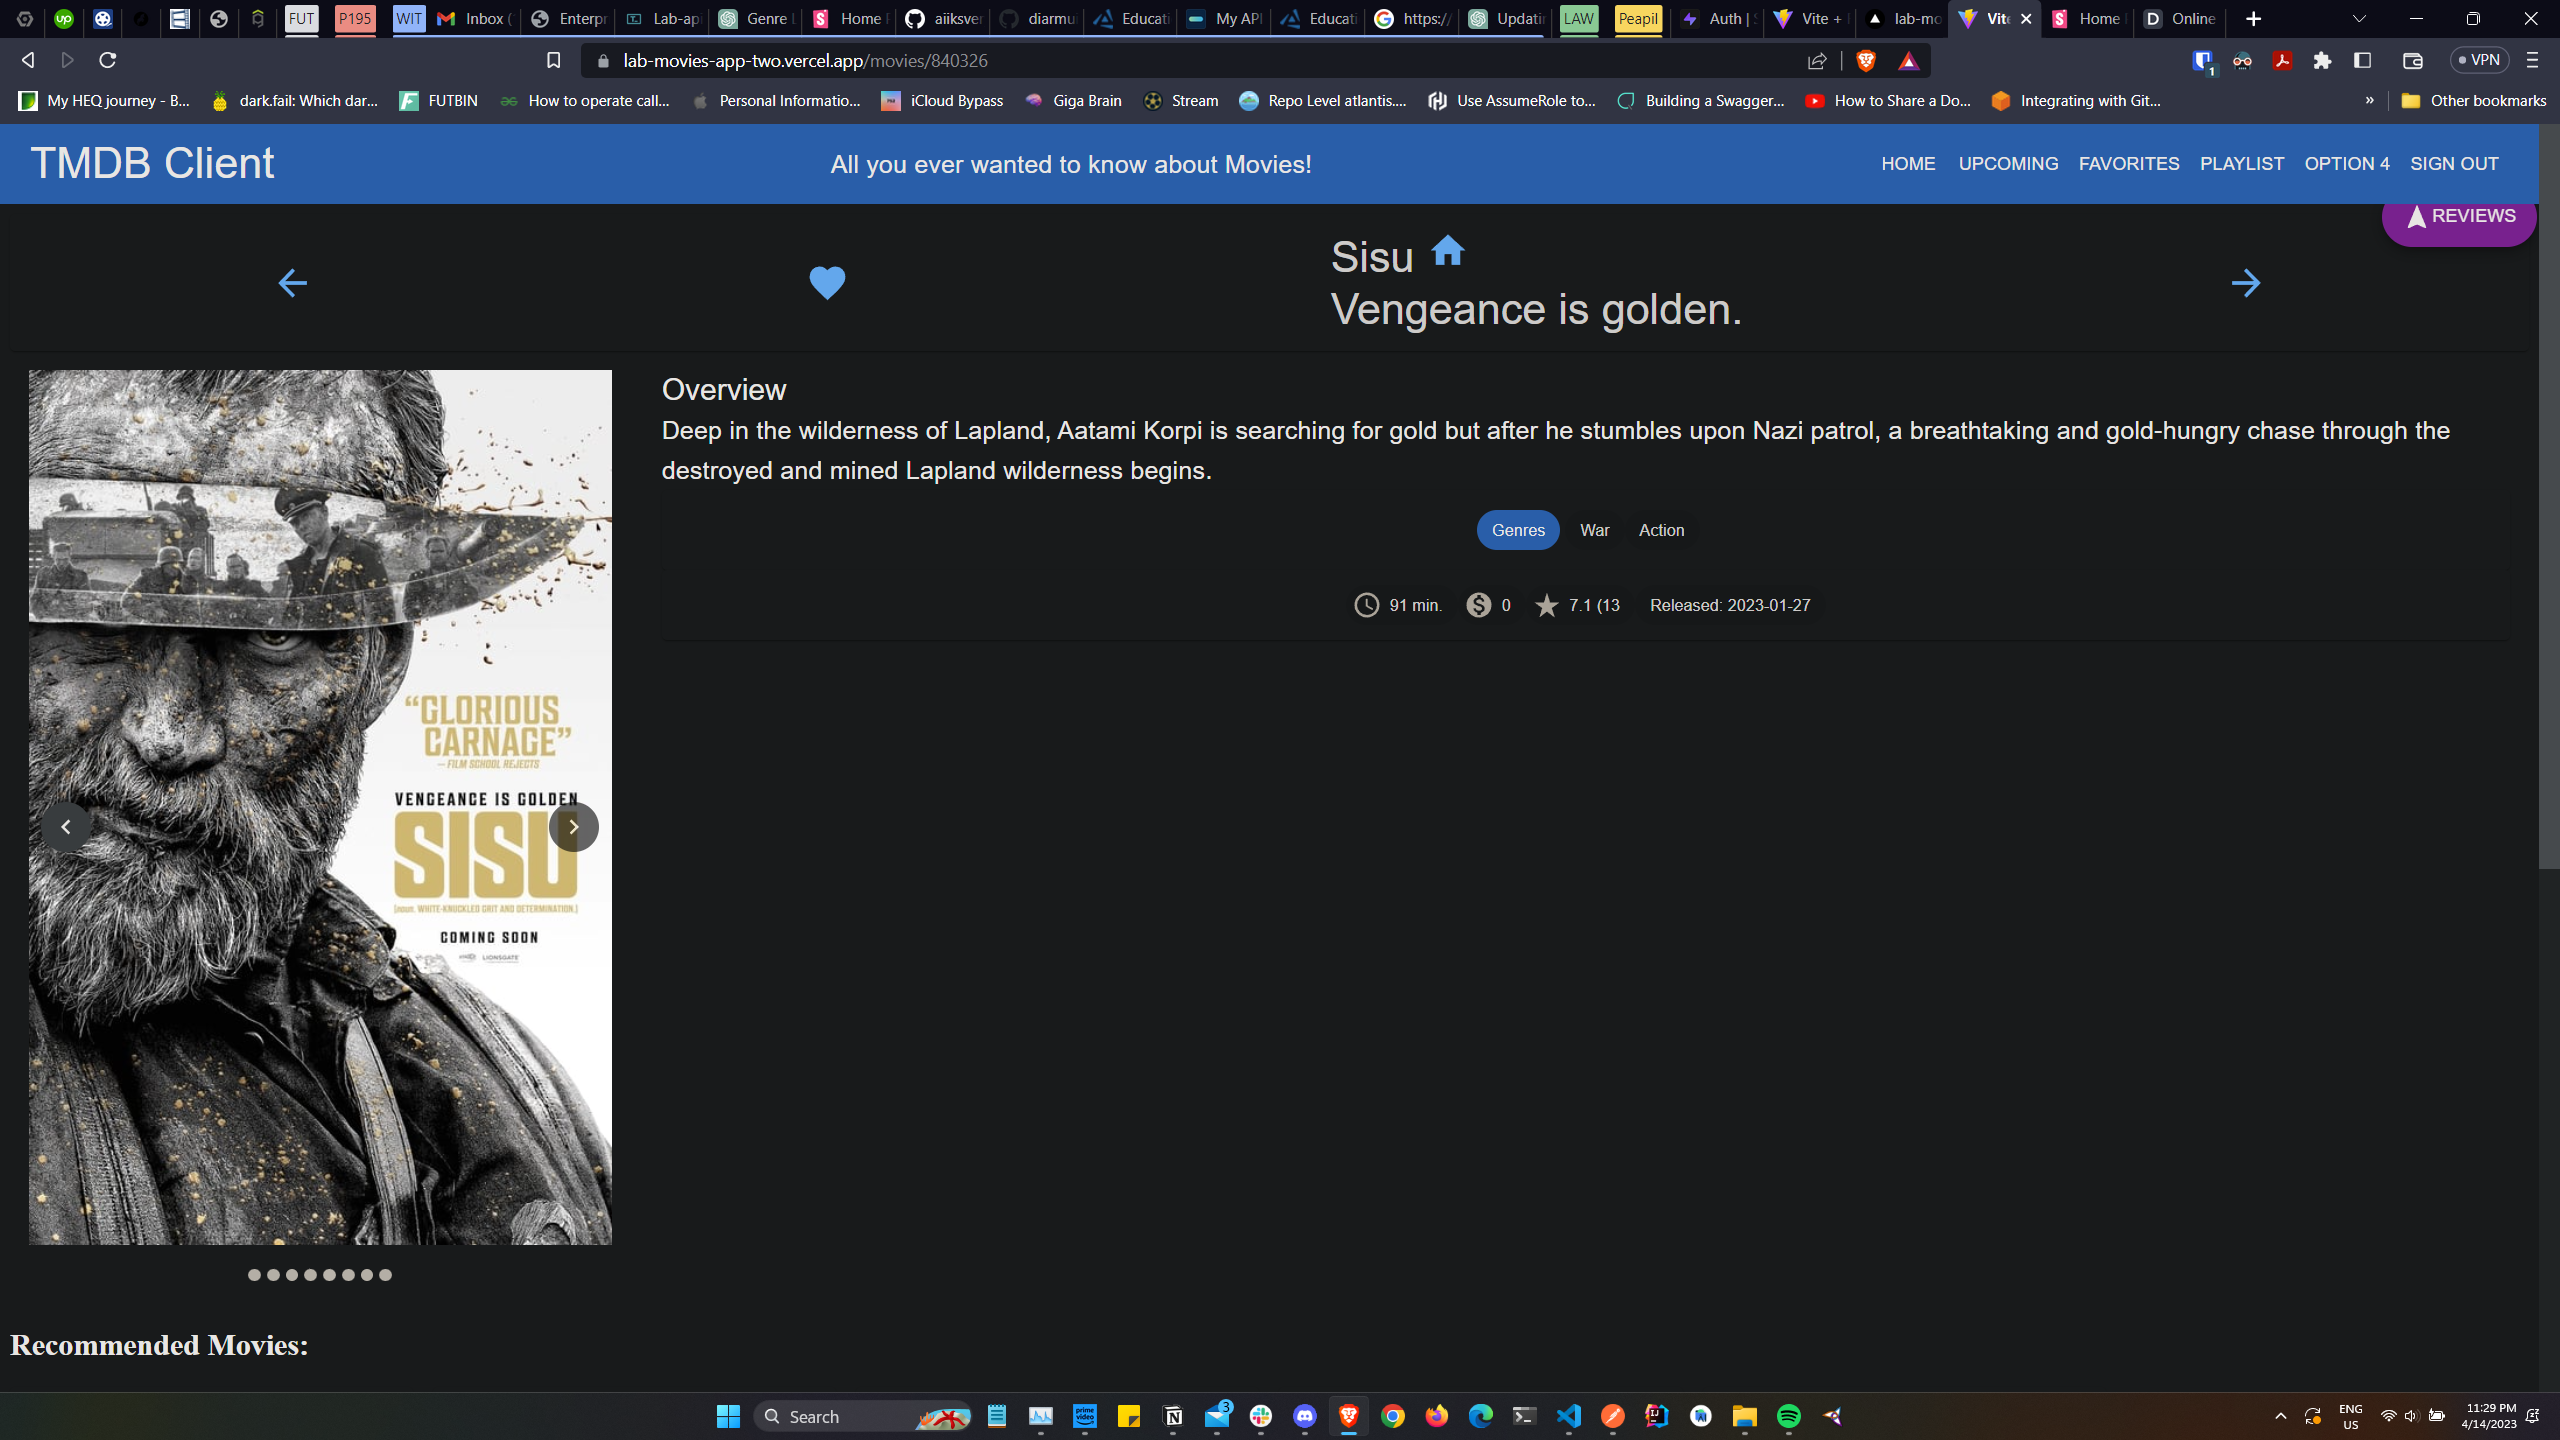 FUT P195 WIT Inbox ( Enterpr Lab-api Genre L Home aiiksver diarmu Educati My API Educati https:// Updatin LAW Peapil Auth | Vite + lab-mo Vite Home Online
lab-movies-app-two.vercel.app/movies/840326
1
VPN
My HEQ journey - B... dark.fail: Which dar... FUTBIN How to operate call... Personal Informatio... iCloud Bypass Giga Brain Stream Repo Level atlantis.... Use AssumeRole to... Building a Swagger... How to Share a Do... Integrating with Git... » Other bookmarks
TMDB Client All you ever wanted to know about Movies! HOME UPCOMING FAVORITES PLAYLIST OPTION 4 SIGN OUT
REVIEWS
Sisu
Vengeance is golden.
Overview
Deep in the wilderness of Lapland, Aatami Korpi is searching for gold but after he stumbles upon Nazi patrol, a breathtaking and gold-hungry chase through the
destroyed and mined Lapland wilderness begins.
Genres War Action
91 min. 0 7.1 (13 Released: 2023-01-27
“GLORIOUS
CARNAGE”
— FILM SCHOOL REJECTS
VENGEANCE IS GOLDEN
SISU
[noun. WHITE-KNUCKLED GRIT AND DETERMINATION.]
COMING SOON
LIONSGATE
Recommended Movies:
Search
prime video
3
ENG
US
11:29 PM
4/14/2023